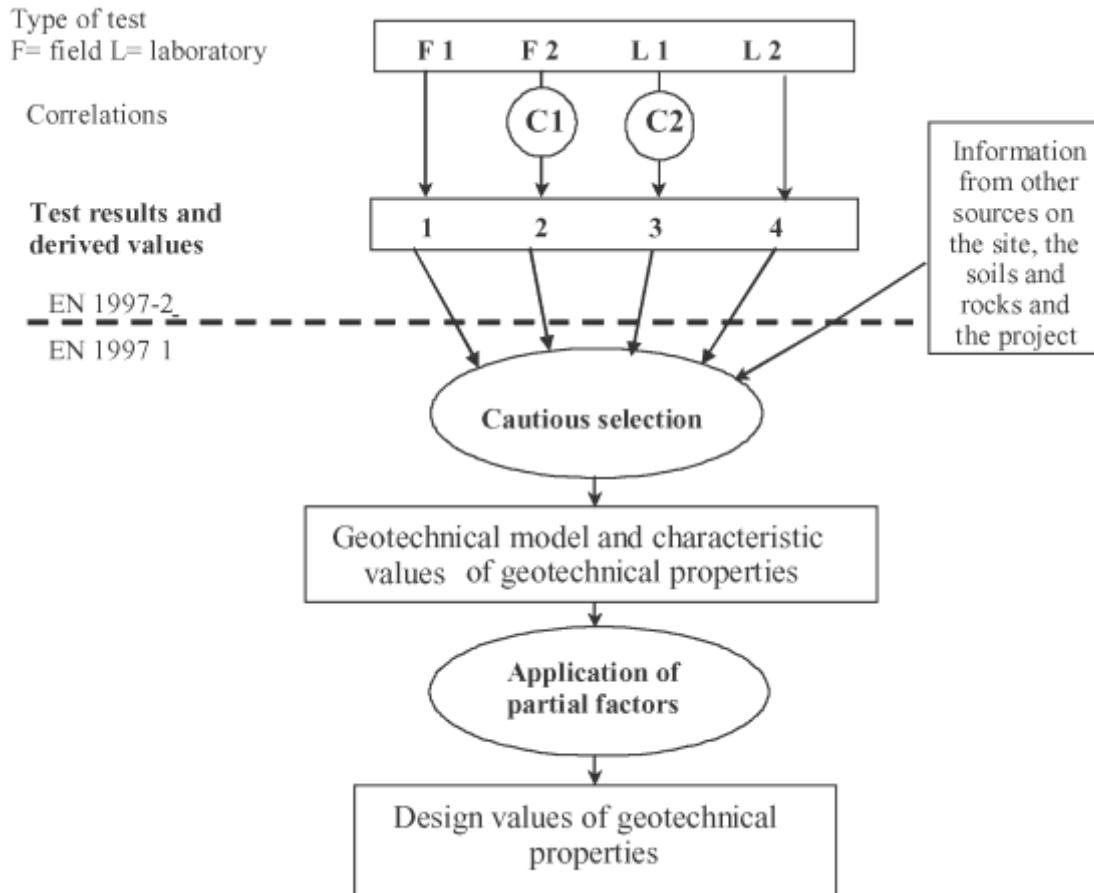 Type of test
F= field L= laboratory
F 1 F 2 L 1 L 2
Correlations
C1 C2
Information
from other
sources on
the site, the
soils and
rocks and
the project
Test results and
derived values
1 2 3 4
EN 1997-2
EN 1997 1
Cautious selection
Geotechnical model and characteristic
values of geotechnical properties
Application of
partial factors
Design values of geotechnical
properties